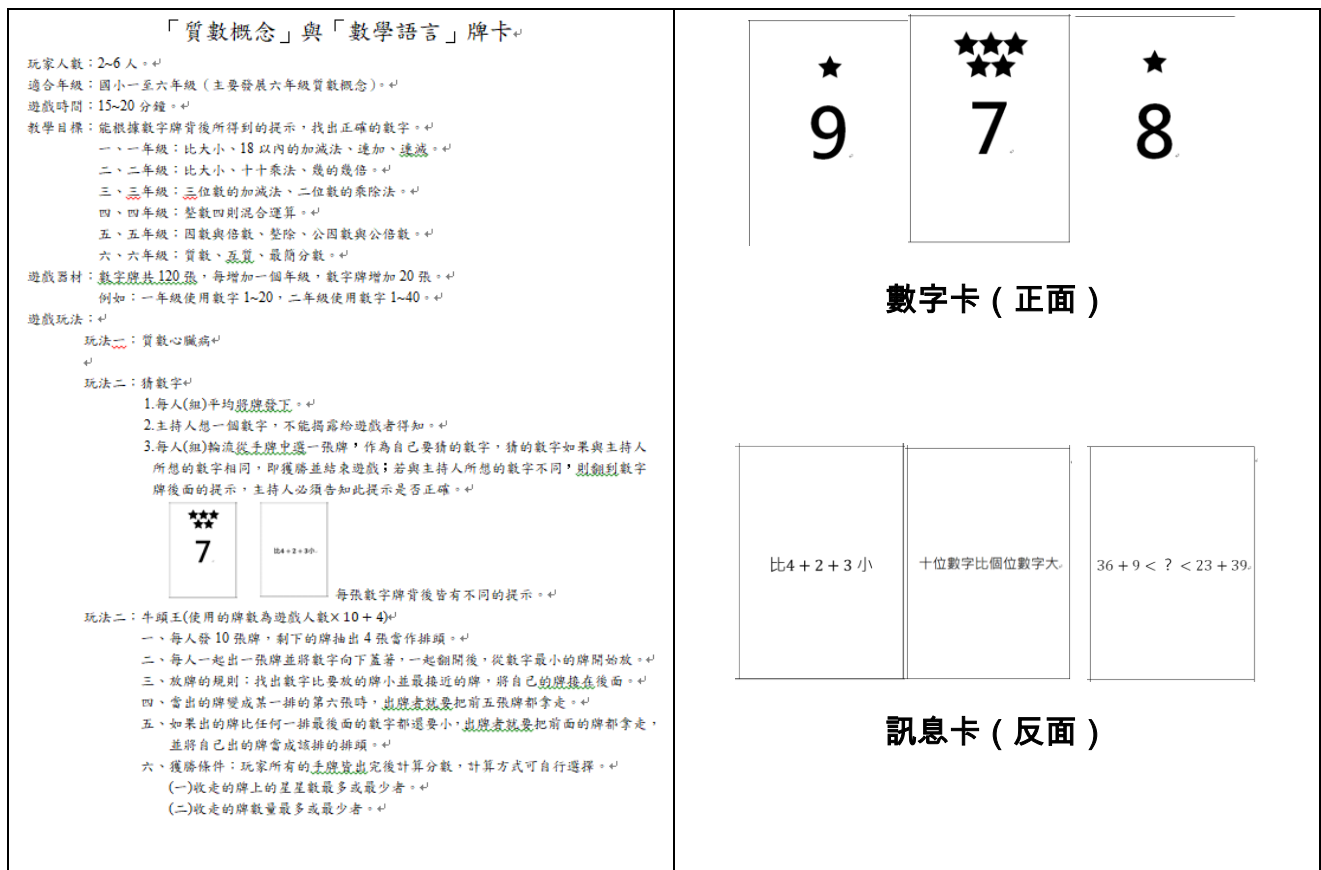 「質數概念」與「數學語言」牌卡
玩家人數：2~6 人。
適合年級：國小一至六年級（主要發展六年級質數概念）。
遊戲時間：15~20 分鐘。
教學目標：能根據數字牌背後所得到的提示，找出正確的數字。
一、一年級：比大小、18 以內的加減法、連加、連減。
二、二年級：比大小、十十乘法、幾的幾倍。
三、三年級：三位數的加減法、二位數的乘除法。
四、四年級：整數四則混合運算。
五、五年級：因數與倍數、整除、公因數與公倍數。
六、六年級：質數、互質、最簡分數。
遊戲器材：數字牌共 120 張，每增加一個年級，數字牌增加 20 張。
例如：一年級使用數字 1~20，二年級使用數字 1~40。
遊戲玩法：
玩法一：質數心臟病
玩法二：猜數字
1.每人(組)平均將牌發下。
2.主持人想一個數字，不能揭露給遊戲者得知。
3.每人(組)輪流從手牌中選一張牌，作為自己要猜的數字，猜的數字如果與主持人
所想的數字相同，即獲勝並結束遊戲；若與主持人所想的數字不同，則翻到數字
牌後面的提示，主持人必須告知此提示是否正確。
7
比4+2+3小
每張數字牌背後皆有不同的提示。
玩法二：牛頭王(使用的牌數為遊戲人數× 10 + 4)
一、每人發 10 張牌，剩下的牌抽出 4 張當作排頭。
二、每人一起出一張牌並將數字向下蓋著，一起翻開後，從數字最小的牌開始放。
三、放牌的規則：找出數字比要放的牌小並最接近的牌，將自己的牌接在後面。
四、當出的牌變成某一排的第六張時，出牌者就要把前五張牌都拿走。
五、如果出的牌比任何一排最後面的數字都還要小，出牌者就要把前面的牌都拿走，
並將自己出的牌當成該排的排頭。
六、獲勝條件：玩家所有的手牌皆出完後計算分數，計算方式可自行選擇。
(一)收走的牌上的星星數最多或最少者。
(二)收走的牌數量最多或最少者。
9
7
8
數字卡（正面）
比4 + 2 + 3 小
十位數字比個位數字大
36 + 9 < ？ < 23 + 39
訊息卡（反面）